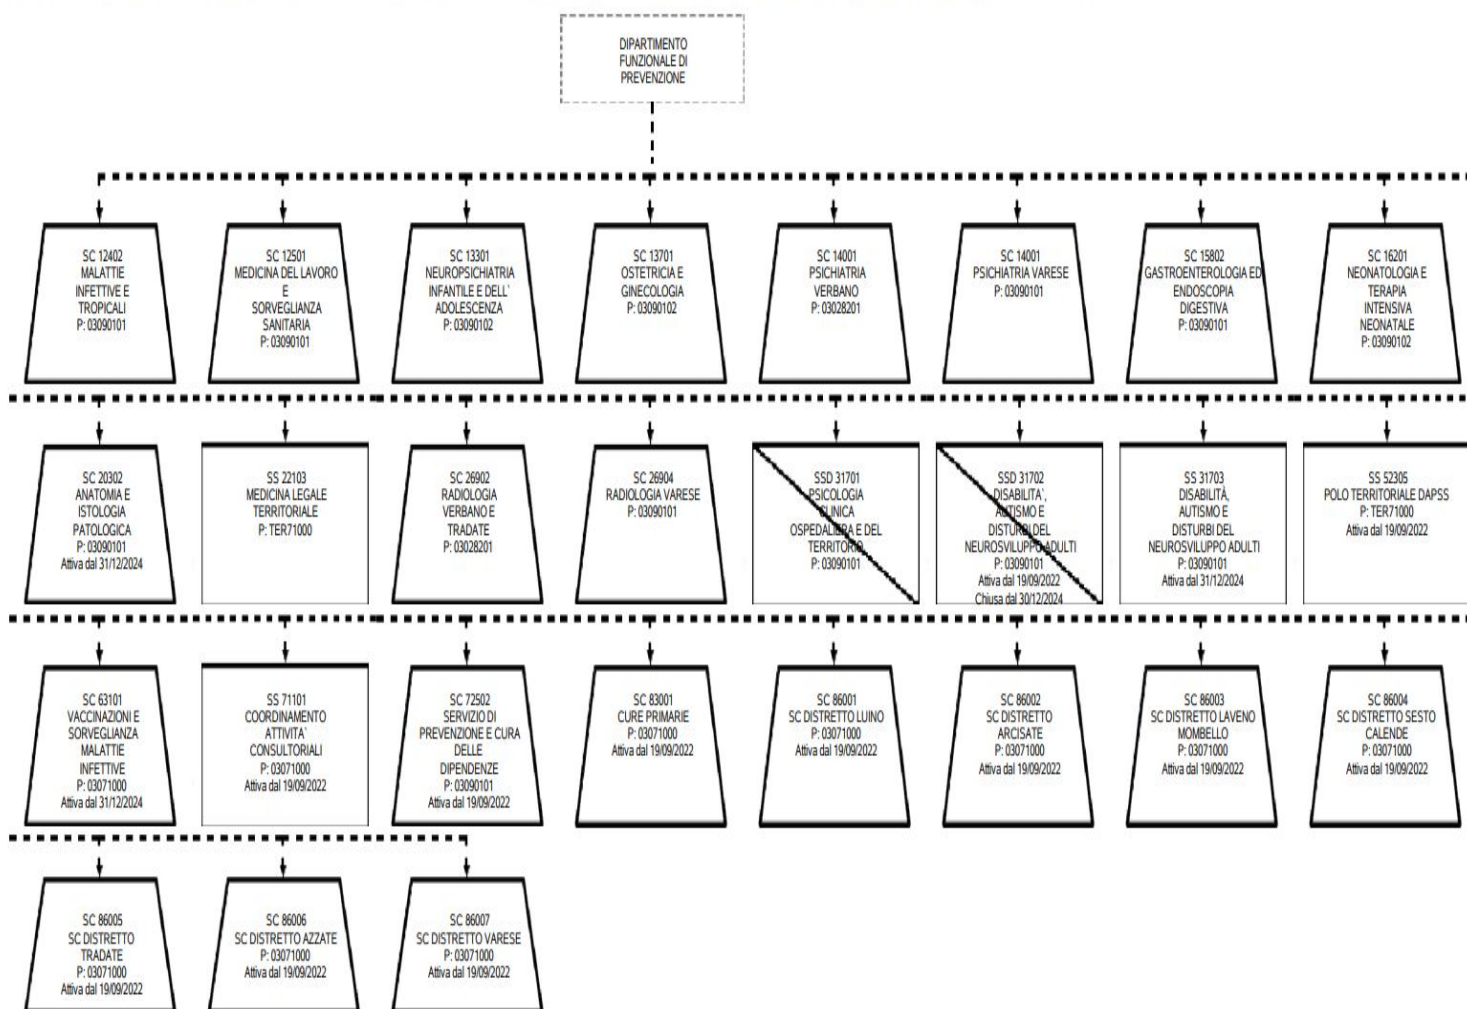 DIPARTIMENTO
FUNZIONALE DI
PREVENZIONE
SC 12402
MALATTIE
INFETTIVE E
TROPICALI
P: 03090101
SC 12501
MEDICINA DEL LAVORO
E
SORVEGLIANZA
SANITARIA
P: 03090101
SC 13301
NEUROPSICHIATRIA
INFANTILE E DELL`
ADOLESCENZA
P: 03090102
SC 13701
OSTETRICIA E
GINECOLOGIA
P: 03090102
SC 14001
PSICHIATRIA
VERBANO
P: 03028201
SC 14001
PSICHIATRIA VARESE
P: 03090101
SC 15802
GASTROENTEROLOGIA ED
ENDOSCOPIA
DIGESTIVA
P: 03090101
SC 16201
NEONATOLOGIA E
TERAPIA
INTENSIVA
NEONATALE
P: 03090102
SC 20302
ANATOMIA E
ISTOLOGIA
PATOLOGICA
P: 03090101
Attiva dal 31/12/2024
SS 22103
MEDICINA LEGALE
TERRITORIALE
P: TER71000
SC 26902
RADIOLOGIA
VERBANO E
TRADATE
P: 03028201
SC 26904
RADIOLOGIA VARESE
P: 03090101
SSD 31701
PSICOLOGIA
CLINICA
OSPEDALIERA E DEL
TERRITORIO
P: 03090101
SSD 31702
DISABILITA`,
AUTISMO E
DISTURBI DEL
NEUROSVILUPPO ADULTI
P: 03090101
Attiva dal 19/09/2022
Chiusa dal 30/12/2024
SS 31703
DISABILITÀ,
AUTISMO E
DISTURBI DEL
NEUROSVILUPPO ADULTI
P: 03090101
Attiva dal 31/12/2024
SS 52305
POLO TERRITORIALE DAPSS
P: TER71000
Attiva dal 19/09/2022
SC 63101
VACCINAZIONI E
SORVEGLIANZA
MALATTIE
INFETTIVE
P: 03071000
Attiva dal 31/12/2024
SS 71101
COORDINAMENTO
ATTIVITA`
CONSULTORIALI
P: 03071000
Attiva dal 19/09/2022
SC 72502
SERVIZIO DI
PREVENZIONE E CURA
DELLE
DIPENDENZE
P: 03090101
Attiva dal 19/09/2022
SC 83001
CURE PRIMARIE
P: 03071000
Attiva dal 19/09/2022
SC 86001
SC DISTRETTO LUINO
P: 03071000
Attiva dal 19/09/2022
SC 86002
SC DISTRETTO
ARCISATE
P: 03071000
Attiva dal 19/09/2022
SC 86003
SC DISTRETTO LAVENO
MOMBELLO
P: 03071000
Attiva dal 19/09/2022
SC 86004
SC DISTRETTO SESTO
CALENDE
P: 03071000
Attiva dal 19/09/2022
SC 86005
SC DISTRETTO
TRADATE
P: 03071000
Attiva dal 19/09/2022
SC 86006
SC DISTRETTO AZZATE
P: 03071000
Attiva dal 19/09/2022
SC 86007
SC DISTRETTO VARESE
P: 03071000
Attiva dal 19/09/2022